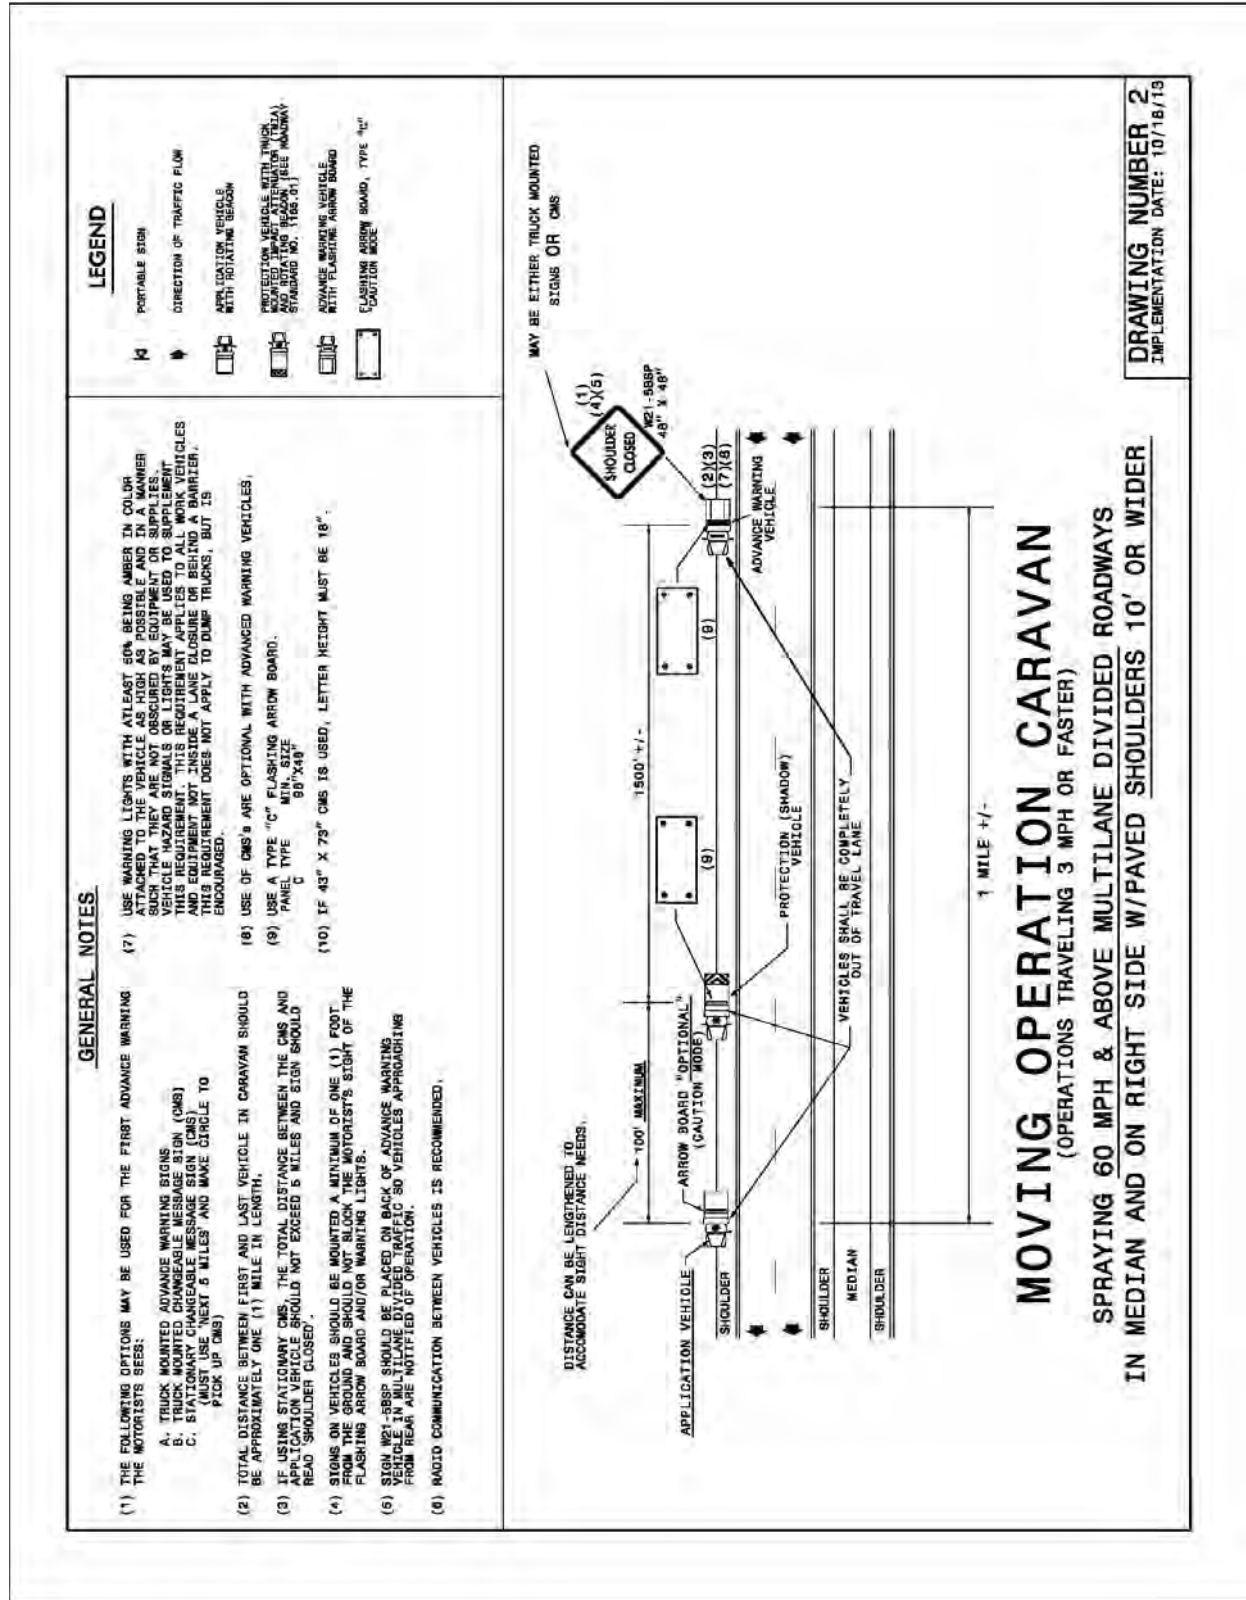 GENERAL NOTES
(1) THE FOLLOWING OPTIONS MAY BE USED FOR THE FIRST ADVANCE WARNING
THE MOTORISTS SEES:
A. TRUCK MOUNTED ADVANCE WARNING SIGNS
B. TRUCK MOUNTED CHANGEABLE MESSAGE SIGN (CMS)
C. STATIONARY CHANGEABLE MESSAGE SIGN (CMS)
(MUST USE 'NEXT 5 MILES' AND MAKE CIRCLE TO
PICK UP CMS)
(2) TOTAL DISTANCE BETWEEN FIRST AND LAST VEHICLE IN CARAVAN SHOULD
BE APPROXIMATELY ONE (1) MILE IN LENGTH.
(3) IF USING STATIONARY CMS, THE TOTAL DISTANCE BETWEEN THE CMS AND
APPLICATION VEHICLE SHOULD NOT EXCEED 5 MILES AND SIGN SHOULD
READ 'SHOULDER CLOSED'.
(4) SIGNS ON VEHICLES SHOULD BE MOUNTED A MINIMUM OF ONE (1) FOOT
FROM THE GROUND AND SHOULD NOT BLOCK THE MOTORIST'S SIGHT OF THE
FLASHING ARROW BOARD AND/OR WARNING LIGHTS.
(5) SIGN W21-5BSP SHOULD BE PLACED ON BACK OF ADVANCE WARNING
VEHICLE IN MULTILANE DIVIDED TRAFFIC SO VEHICLES APPROACHING
FROM REAR ARE NOTIFIED OF OPERATION.
(6) RADIO COMMUNICATION BETWEEN VEHICLES IS RECOMMENDED.
(7) USE WARNING LIGHTS WITH ATLEAST 50% BEING AMBER IN COLOR
ATTACHED TO THE VEHICLE AS HIGH AS POSSIBLE AND IN A MANNER
SUCH THAT THEY ARE NOT OBSCURED BY EQUIPMENT OR SUPPLIES.
VEHICLE HAZARD SIGNALS OR LIGHTS MAY BE USED TO SUPPLEMENT
THIS REQUIREMENT. THIS REQUIREMENT APPLIES TO ALL WORK VEHICLES
AND EQUIPMENT NOT INSIDE A LANE CLOSURE OR BEHIND A BARRIER.
THIS REQUIREMENT DOES NOT APPLY TO DUMP TRUCKS, BUT IS
ENCOURAGED.
(8) USE OF CMS's ARE OPTIONAL WITH ADVANCED WARNING VEHICLES.
(9) USE A TYPE "C" FLASHING ARROW BOARD.
PANEL TYPE MIN. SIZE
C 96"X48"
(10) IF 43" X 73" CMS IS USED, LETTER HEIGHT MUST BE 18".
LEGEND
PORTABLE SIGN
DIRECTION OF TRAFFIC FLOW
APPLICATION VEHICLE
WITH ROTATING BEACON
PROTECTION VEHICLE WITH TRUCK
MOUNTED IMPACT ATTENUATOR (TMIA)
AND ROTATING BEACON (SEE ROADWAY
STANDARD NO. 1165.01)
ADVANCE WARNING VEHICLE
WITH FLASHING ARROW BOARD
FLASHING ARROW BOARD, TYPE "C"
"CAUTION MODE"
MAY BE EITHER TRUCK MOUNTED
SIGNS OR CMS
SHOULDER
CLOSED
(1)
(4)(5)
W21-5BSP
48" X 48"
DISTANCE CAN BE LENGTHENED TO
ACCOMODATE SIGHT DISTANCE NEEDS.
100' MAXIMUM
1500' +/-
(9)
(9)
APPLICATION VEHICLE
ARROW BOARD "OPTIONAL"
(CAUTION MODE)
(2)(3)
(7)(8)
SHOULDER
PROTECTION (SHADOW)
VEHICLE
ADVANCE WARNING
VEHICLE
SHOULDER
MEDIAN
SHOULDER
VEHICLES SHALL BE COMPLETELY
OUT OF TRAVEL LANE
1 MILE +/-
MOVING OPERATION CARAVAN
(OPERATIONS TRAVELING 3 MPH OR FASTER)
SPRAYING 60 MPH & ABOVE MULTILANE DIVIDED ROADWAYS
IN MEDIAN AND ON RIGHT SIDE W/PAVED SHOULDERS 10' OR WIDER
DRAWING NUMBER 2
IMPLEMENTATION DATE: 10/18/13